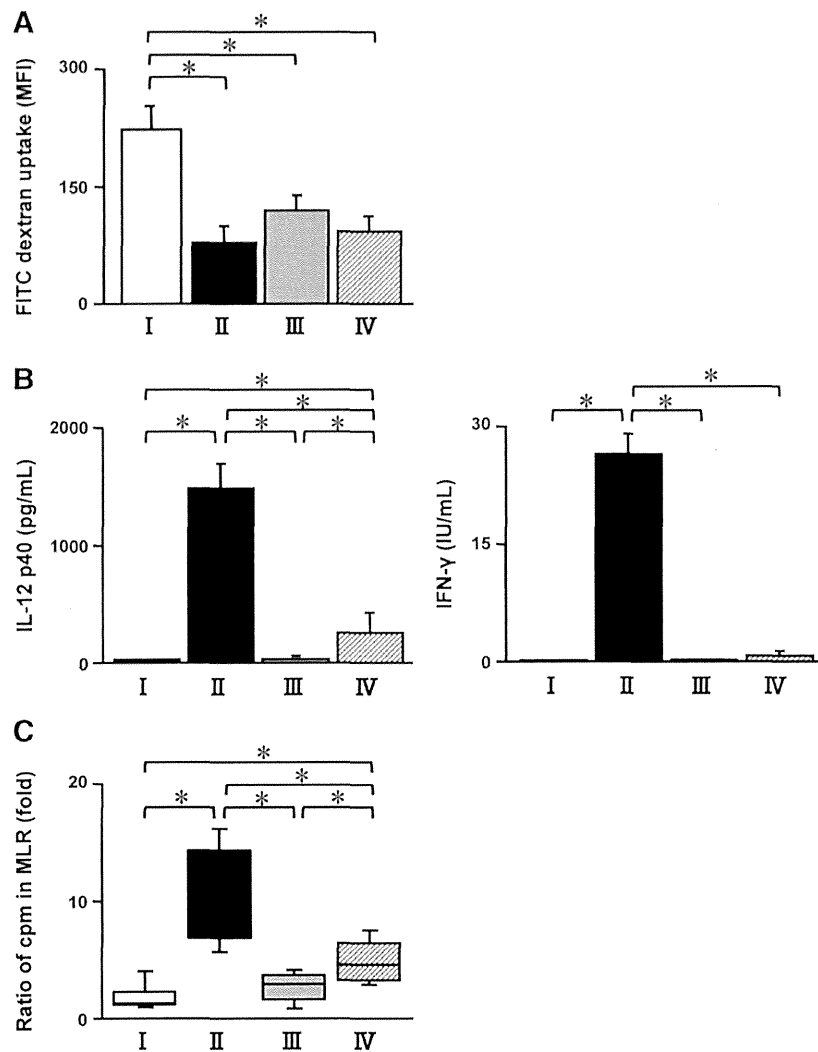 A
FITC dextran uptake (MFI)
300
150
0
* 
*
*
I II III IV
B
IL-12 p40 (pg/mL)
2000
1000
0
*
*
* * *
I II III IV
IFN-γ (IU/mL)
30
15
0
*
* *
I II III IV
C
Ratio of cpm in MLR (fold)
20
10
0
*
*
* * *
I II III IV